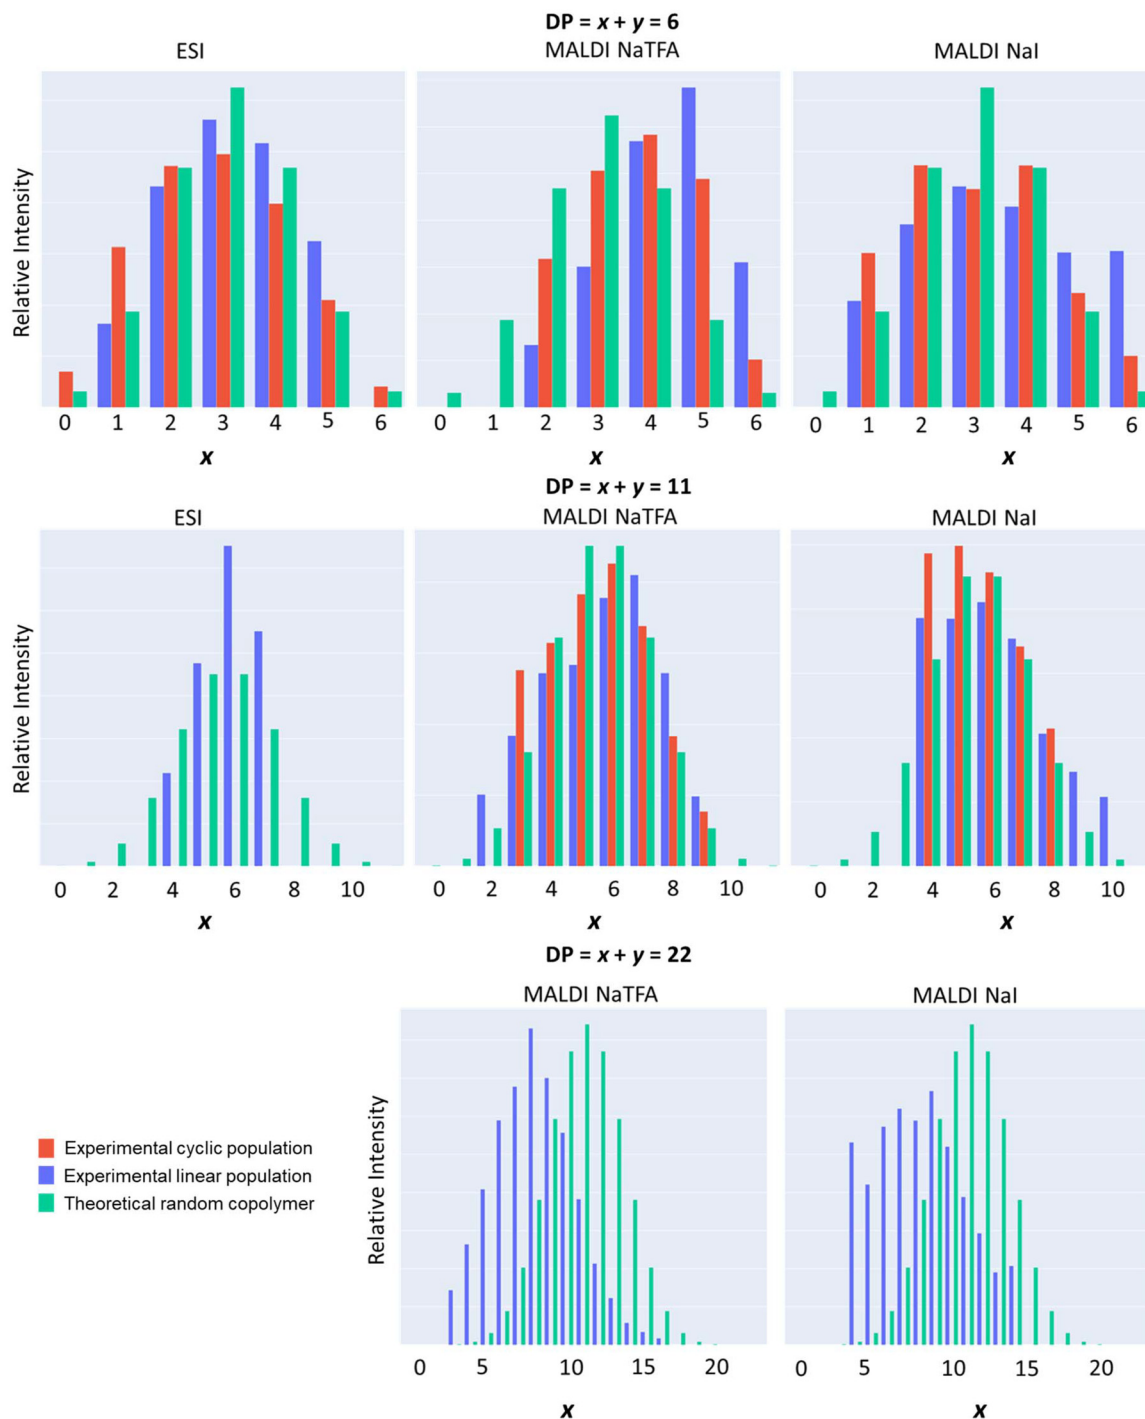 DP = x + y = 6
ESI
MALDI NaTFA
MALDI NaI
Relative Intensity
0 1 2 3 4 5 6
0 1 2 3 4 5 6
0 1 2 3 4 5 6
x
x
x
DP = x + y = 11
ESI
MALDI NaTFA
MALDI NaI
Relative Intensity
0 2 4 6 8 10
0 2 4 6 8 10
0 2 4 6 8 10
x
x
x
DP = x + y = 22
MALDI NaTFA
MALDI NaI
Relative Intensity
Experimental cyclic population
Experimental linear population
Theoretical random copolymer
0 5 10 15 20
0 5 10 15 20
x
x